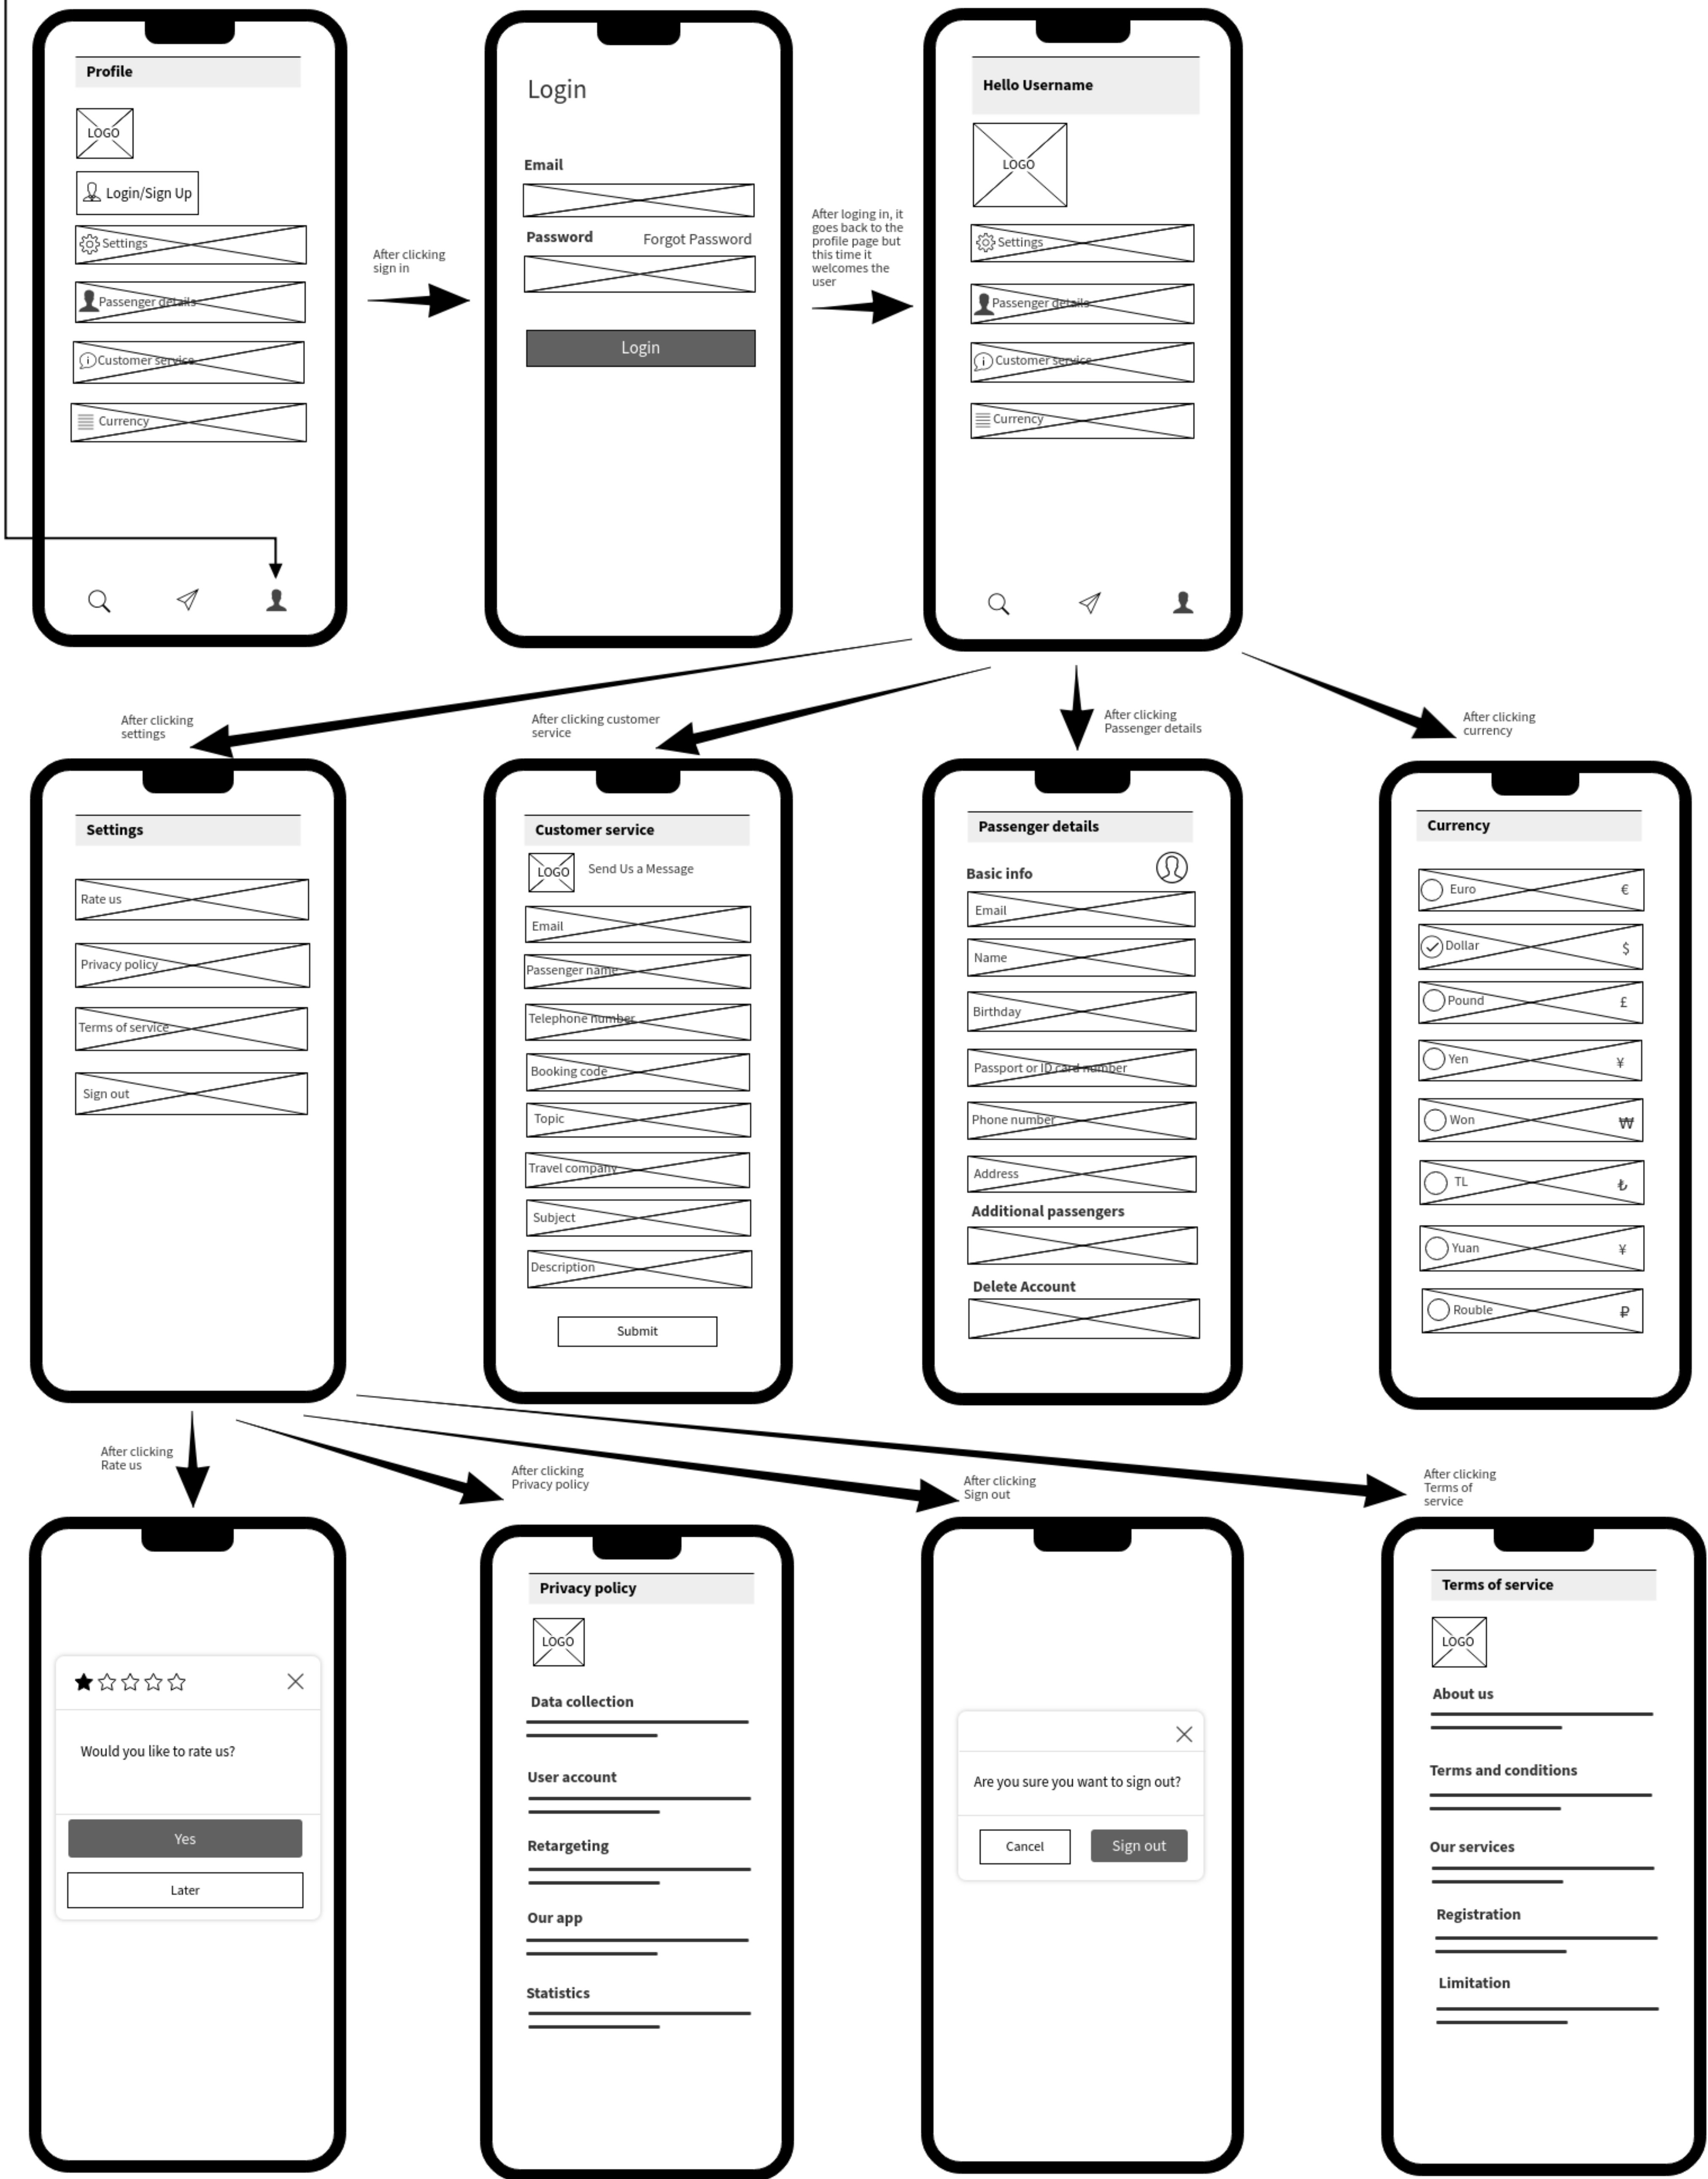 Profile
LOGO
Login/Sign Up
Settings
Passenger details
Customer service
Currency
After clicking
sign in
Login
Email
Password
Forgot Password
Login
After loging in, it
goes back to the
profile page but
this time it
welcomes the
user
Hello Username
LOGO
Settings
Passenger details
Customer service
Currency
After clicking
settings
After clicking customer
service
After clicking
Passenger details
After clicking
currency
Settings
Rate us
Privacy policy
Terms of service
Sign out
Customer service
LOGO
Send Us a Message
Email
Passenger name
Telephone number
Booking code
Topic
Travel company
Subject
Description
Submit
Passenger details
Basic info
Email
Name
Birthday
Passport or ID card number
Phone number
Address
Additional passengers
Delete Account
Currency
Euro €
Dollar $
Pound £
Yen ¥
Won ₩
TL ₺
Yuan ¥
Rouble ₽
After clicking
Rate us
After clicking
Privacy policy
After clicking
Sign out
After clicking
Terms of
service
Would you like to rate us?
Yes
Later
Privacy policy
LOGO
Data collection
User account
Retargeting
Our app
Statistics
Are you sure you want to sign out?
Cancel
Sign out
Terms of service
LOGO
About us
Terms and conditions
Our services
Registration
Limitation